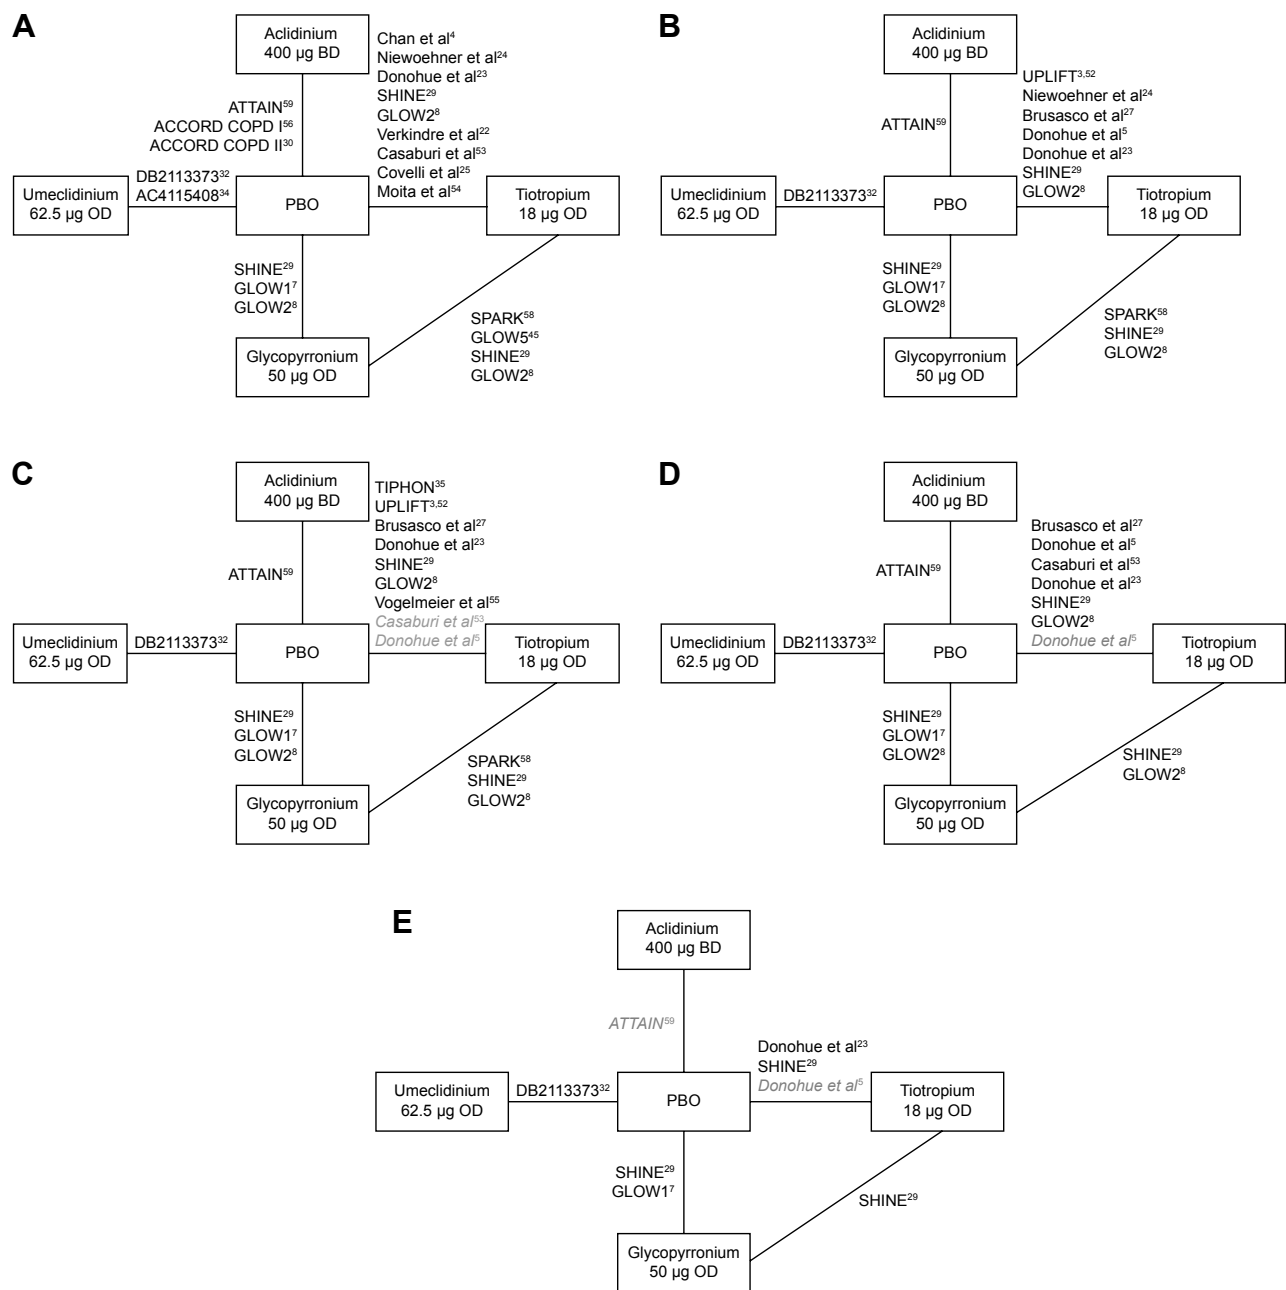 A
Aclidinium
400 µg BD
Chan et al4
Niewoehner et al24
Donohue et al23
SHINE29
GLOW28
Verkindre et al22
Casaburi et al53
Covelli et al25
Moita et al54
ATTAIN59
ACCORD COPD I56
ACCORD COPD II30
Umeclidinium
62.5 µg OD
DB211337332
AC411540834
PBO
Tiotropium
18 µg OD
SHINE29
GLOW17
GLOW28
SPARK58
GLOW545
SHINE29
GLOW28
Glycopyrronium
50 µg OD
B
Aclidinium
400 µg BD
UPLIFT3,52
Niewoehner et al24
Brusasco et al27
Donohue et al5
Donohue et al23
SHINE29
GLOW28
ATTAIN59
Umeclidinium
62.5 µg OD
DB211337332
PBO
Tiotropium
18 µg OD
SHINE29
GLOW17
GLOW28
SPARK58
SHINE29
GLOW28
Glycopyrronium
50 µg OD
C
Aclidinium
400 µg BD
TIPHON35
UPLIFT3,52
Brusasco et al27
Donohue et al23
SHINE29
GLOW28
Vogelmeier et al55
Casaburi et al53
Donohue et al5
ATTAIN59
Umeclidinium
62.5 µg OD
DB211337332
PBO
Tiotropium
18 µg OD
SHINE29
GLOW17
GLOW28
SPARK58
SHINE29
GLOW28
Glycopyrronium
50 µg OD
D
Aclidinium
400 µg BD
Brusasco et al27
Donohue et al5
Casaburi et al53
Donohue et al23
SHINE29
GLOW28
Donohue et al5
ATTAIN59
Umeclidinium
62.5 µg OD
DB211337332
PBO
Tiotropium
18 µg OD
SHINE29
GLOW17
GLOW28
SHINE29
GLOW28
Glycopyrronium
50 µg OD
E
Aclidinium
400 µg BD
ATTAIN59
Donohue et al23
SHINE29
Donohue et al5
Umeclidinium
62.5 µg OD
DB211337332
PBO
Tiotropium
18 µg OD
SHINE29
GLOW17
SHINE29
Glycopyrronium
50 µg OD